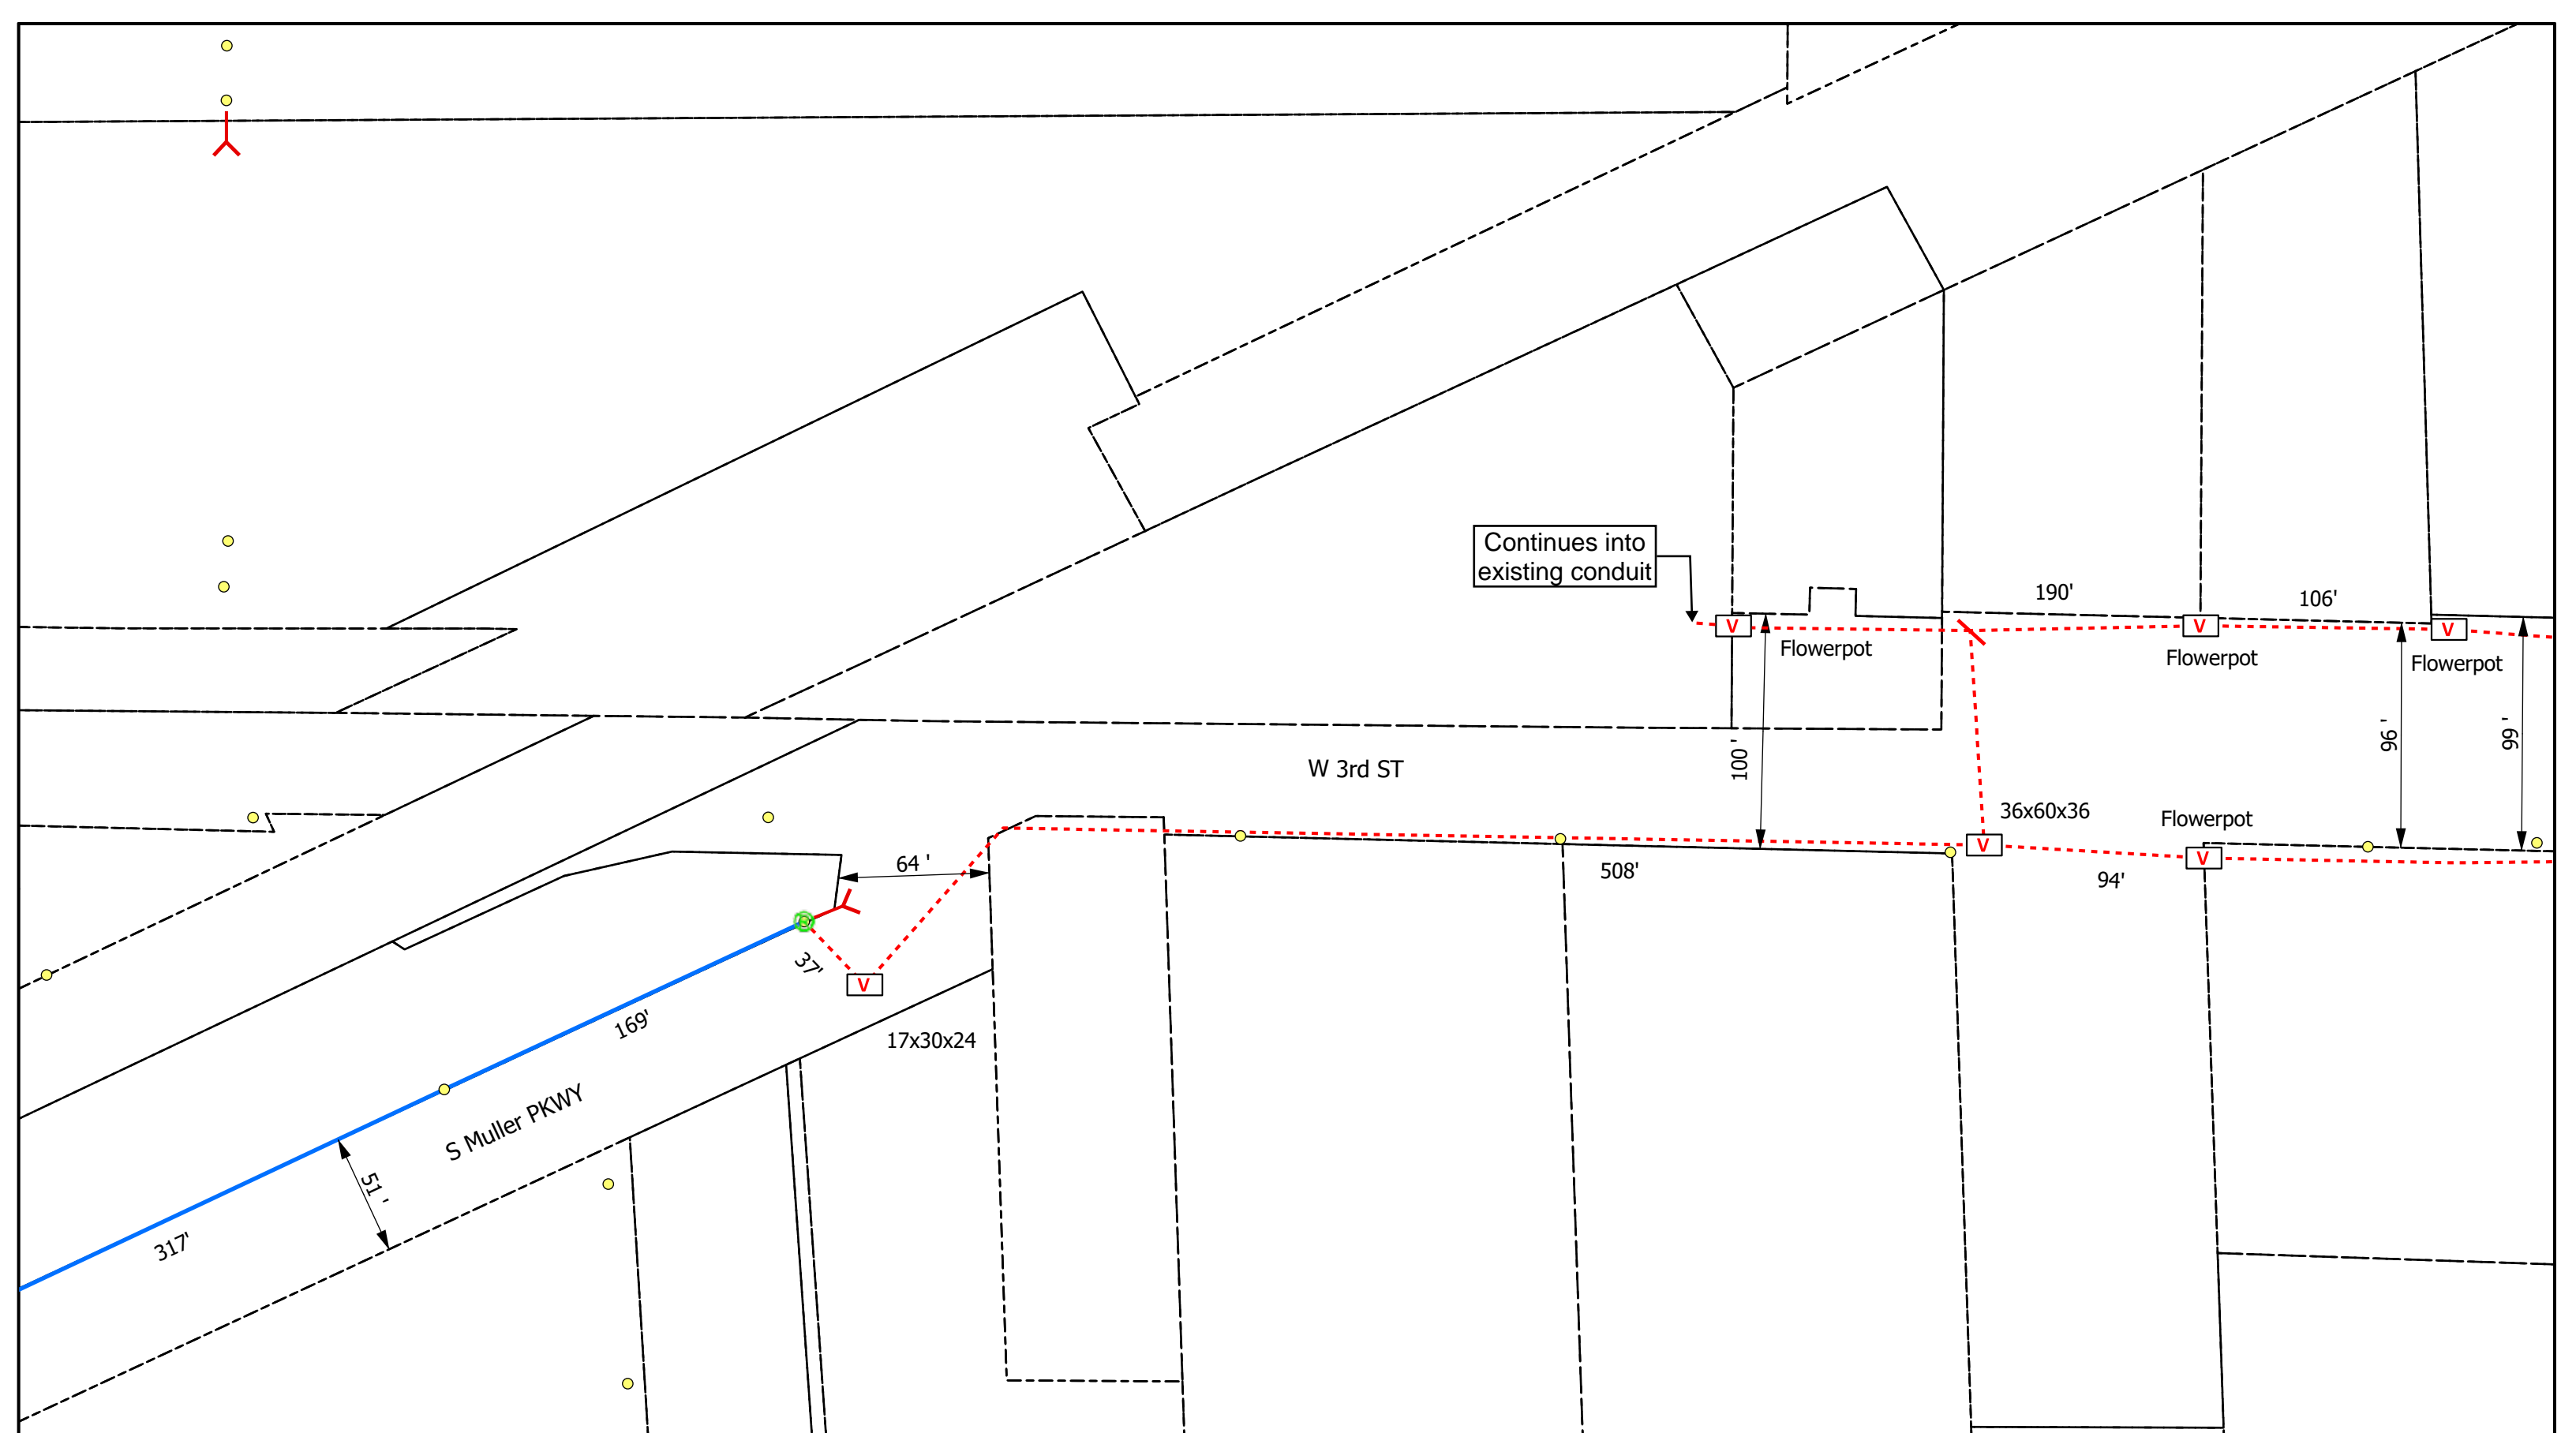 Continues into
existing conduit
190'
106'
V
V
V
Flowerpot
Flowerpot
Flowerpot
100 '
96 '
99 '
W 3rd ST
36x60x36
Flowerpot
V
V
64 '
508'
94'
37'
V
169'
17x30x24
S Muller PKWY
51 '
317'